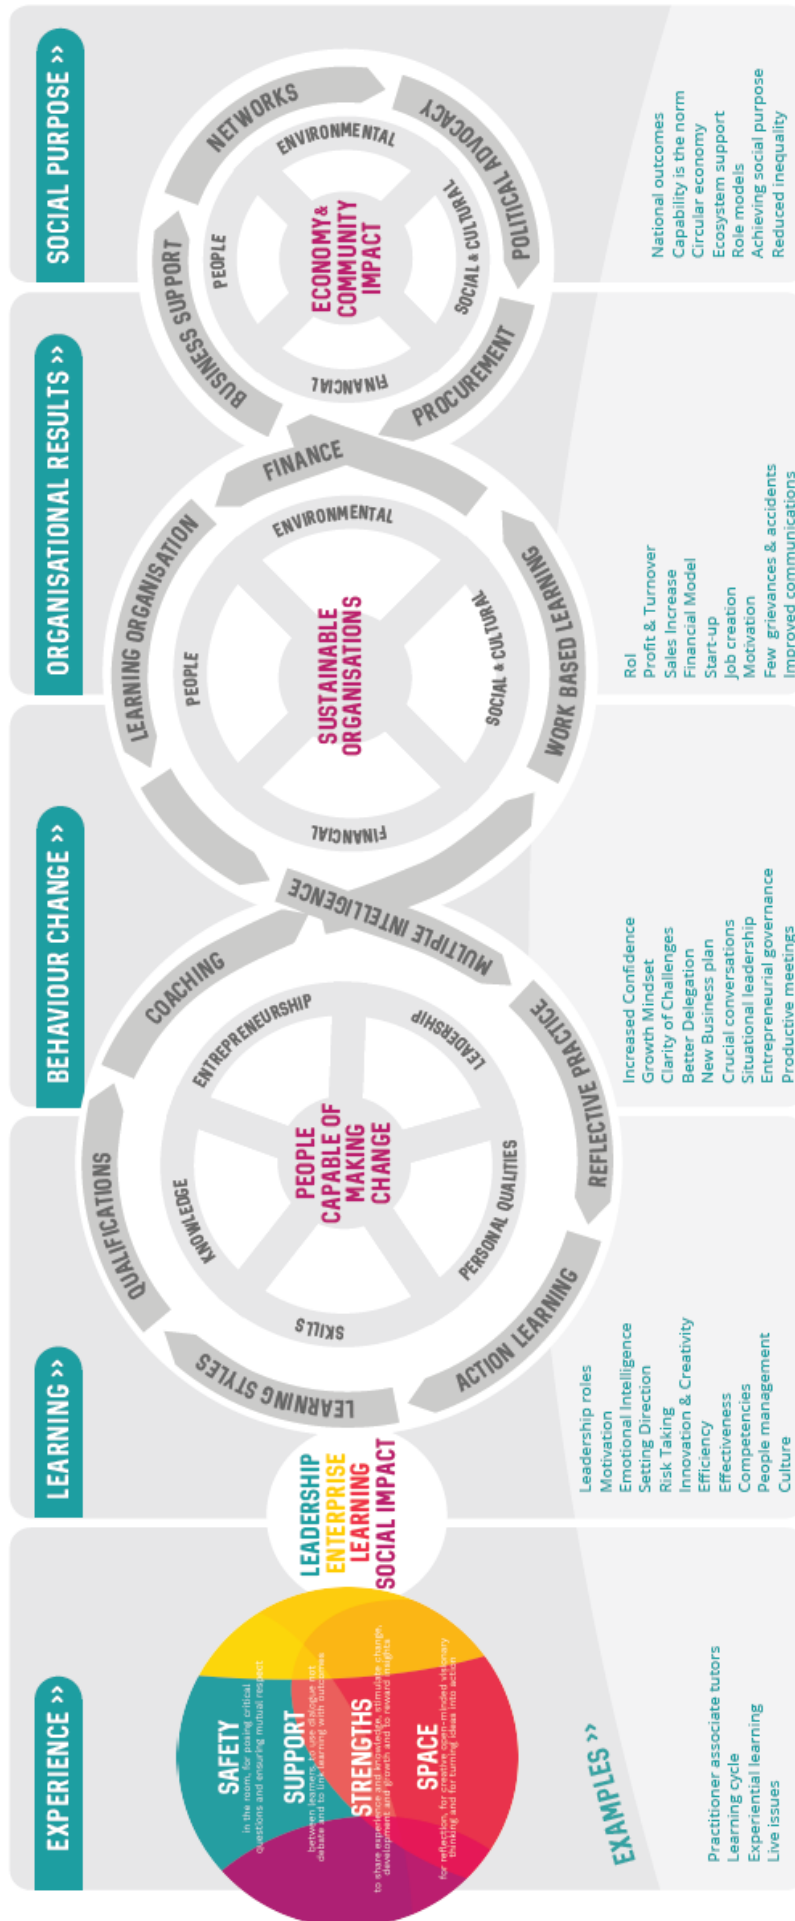 EXPERIENCE >>
LEARNING >>
BEHAVIOUR CHANGE >>
ORGANISATIONAL RESULTS >>
SOCIAL PURPOSE >>
SAFETY
in the room, for posing critical
questions and ensuring mutual respect
SUPPORT
between learners, to use dialogue not
debate and to link learning with outcomes
STRENGTHS
to share experience and knowledge, stimulate change,
development and growth and to reward insights
SPACE
for reflection, for creative open-minded visionary
thinking and for turning ideas into action
LEADERSHIP
ENTERPRISE
LEARNING
SOCIAL IMPACT
LEARNING STYLES
QUALIFICATIONS
COACHING
MULTIPLE INTELLIGENCE
REFLECTIVE PRACTICE
ACTION LEARNING
SKILLS
KNOWLEDGE
ENTREPRENEURSHIP
LEADERSHIP
PERSONAL QUALITIES
PEOPLE
CAPABLE OF
MAKING
CHANGE
LEARNING ORGANISATION
FINANCE
WORK BASED LEARNING
FINANCIAL
PEOPLE
ENVIRONMENTAL
SOCIAL & CULTURAL
SUSTAINABLE
ORGANISATIONS
BUSINESS SUPPORT
NETWORKS
POLITICAL ADVOCACY
PROCUREMENT
FINANCIAL
PEOPLE
ENVIRONMENTAL
SOCIAL & CULTURAL
ECONOMY &
COMMUNITY
IMPACT
EXAMPLES >>
Practitioner associate tutors
Learning cycle
Experiential learning
Live issues
Leadership roles
Motivation
Emotional Intelligence
Setting Direction
Risk Taking
Innovation & Creativity
Efficiency
Effectiveness
Competencies
People management
Culture
Increased Confidence
Growth Mindset
Clarity of Challenges
Better Delegation
New Business plan
Crucial conversations
Situational leadership
Entrepreneurial governance
Productive meetings
RoI
Profit & Turnover
Sales Increase
Financial Model
Start-up
Job creation
Motivation
Few grievances & accidents
Improved communications
National outcomes
Capability is the norm
Circular economy
Ecosystem support
Role models
Achieving social purpose
Reduced inequality